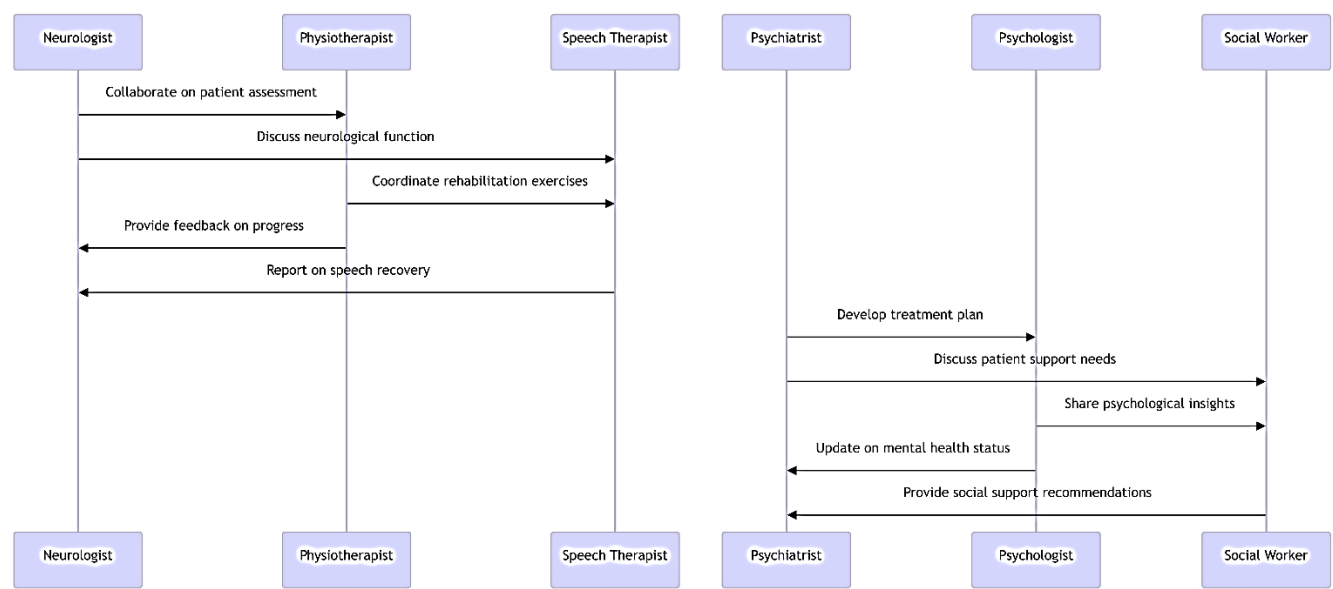 Neurologist
Physiotherapist
Speech Therapist
Psychiatrist
Psychologist
Social Worker
Collaborate on patient assessment
Discuss neurological function
Coordinate rehabilitation exercises
Provide feedback on progress
Report on speech recovery
Develop treatment plan
Discuss patient support needs
Share psychological insights
Update on mental health status
Provide social support recommendations
Neurologist
Physiotherapist
Speech Therapist
Psychiatrist
Psychologist
Social Worker